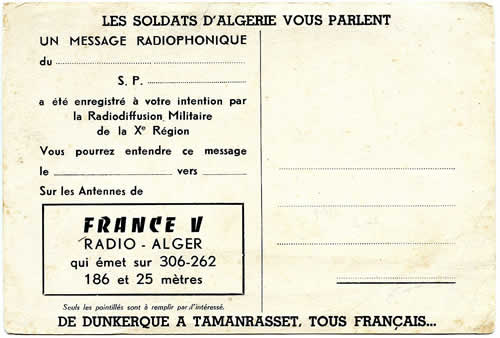 LES SOLDATS D'ALGERIE VOUS PARLENT
UN MESSAGE RADIOPHONIQUE
du
S. P.
a été enregistré à votre intention par
la Radiodiffusion Militaire
de la Xe Région
Vous pourrez entendre ce message
le vers
Sur les Antennes de
FRANCE V
RADIO - ALGER
qui émet sur 306-262
186 et 25 mètres
Seuls les pointillés sont à remplir par l'intéressé.
DE DUNKERQUE A TAMANRASSET, TOUS FRANÇAIS...